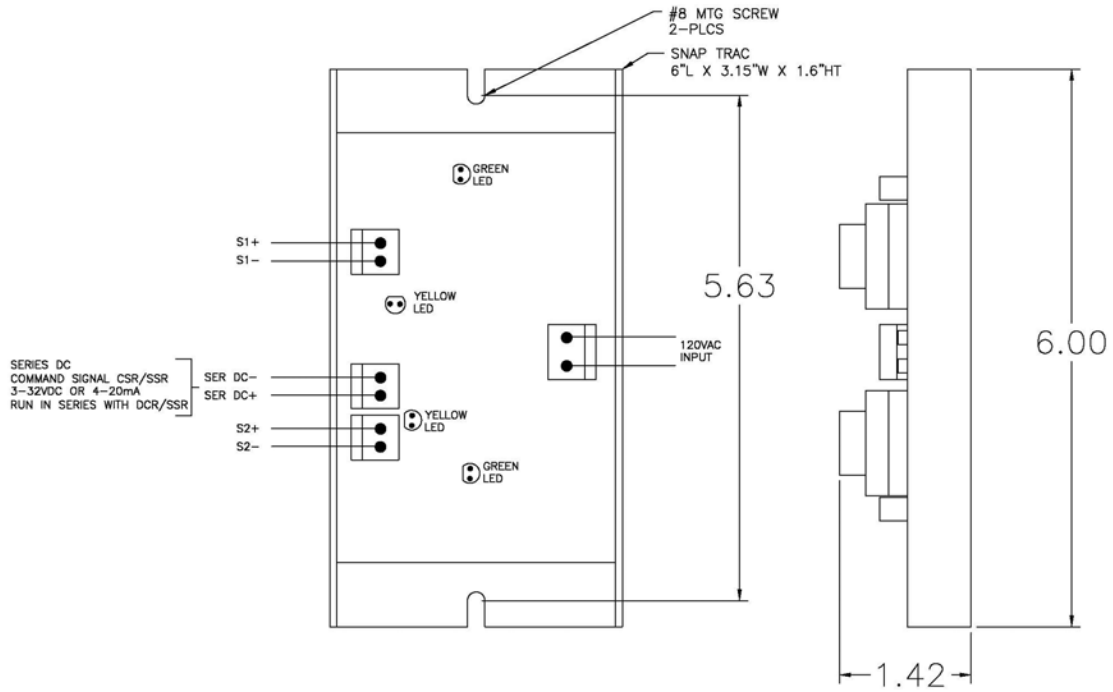 #8 MTG SCREW
2-PLCS
SNAP TRAC
6"L X 3.15"W X 1.6"HT
GREEN
LED
S1+
S1-
YELLOW
LED
5.63
6.00
120VAC
INPUT
SERIES DC
COMMAND SIGNAL CSR/SSR
3-32VDC OR 4-20mA
RUN IN SERIES WITH DCR/SSR
SER DC-
SER DC+
YELLOW
LED
S2+
S2-
GREEN
LED
1.42